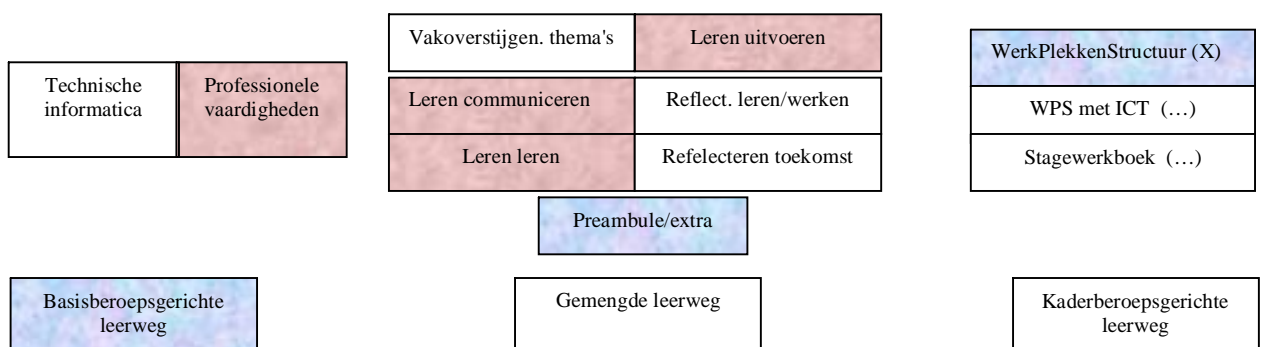 Vakoverstijgen. thema's
Leren uitvoeren
WerkPlekkenStructuur (X)
Technische
informatica
Professionele
vaardigheden
Leren communiceren
Reflect. leren/werken
WPS met ICT (…)
Leren leren
Refelecteren toekomst
Stagewerkboek (…)
Preambule/extra
Basisberoepsgerichte
leerweg
Gemengde leerweg
Kaderberoepsgerichte
leerweg